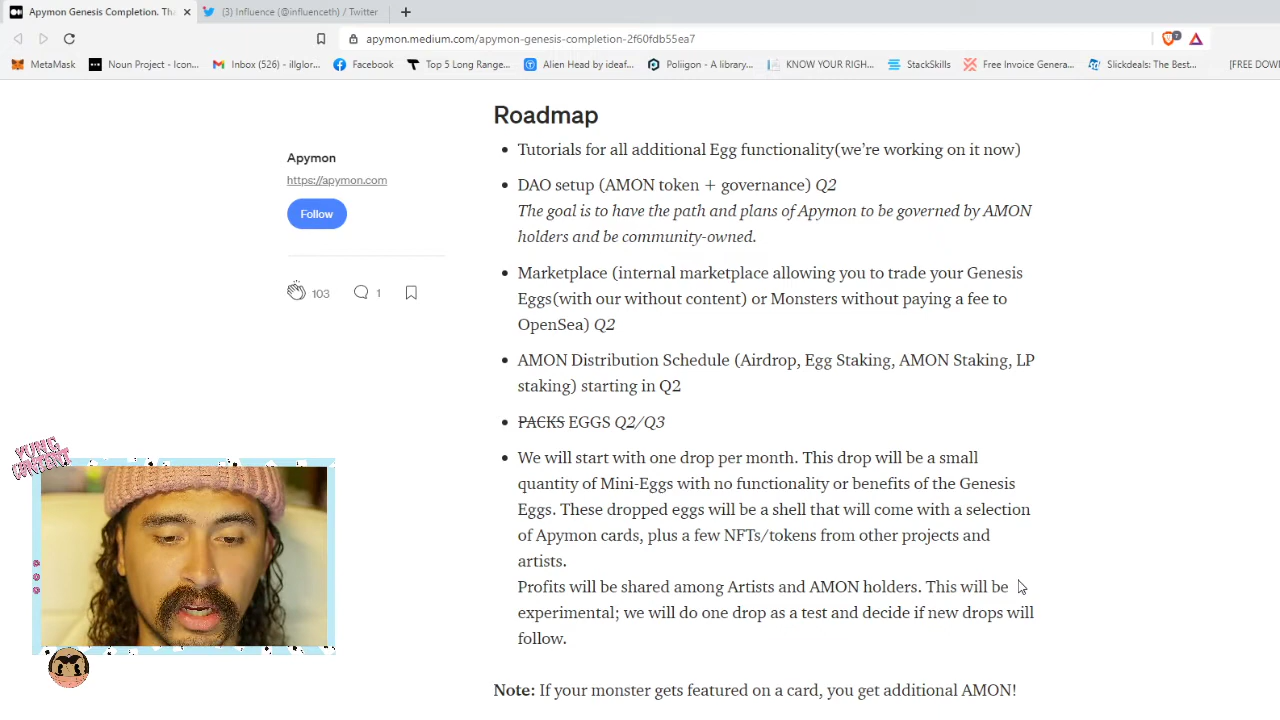 Apymon Genesis Completion. Tha
(3) Influence (@influenceth) / Twitter
apymon.medium.com/apymon-genesis-completion-2f60fdb55ea7
7
MetaMask
Noun Project - Icon...
Inbox (526) - illglor...
Facebook
Top 5 Long Range...
Alien Head by ideaf...
Poliigon - A library...
KNOW YOUR RIGH...
StackSkills
Free Invoice Genera...
Slickdeals: The Best...
[FREE DOW
Apymon
https://apymon.com
Follow
103
1
Roadmap
Tutorials for all additional Egg functionality(we’re working on it now)
DAO setup (AMON token + governance) Q2
The goal is to have the path and plans of Apymon to be governed by AMON
holders and be community-owned.
Marketplace (internal marketplace allowing you to trade your Genesis
Eggs(with our without content) or Monsters without paying a fee to
OpenSea) Q2
AMON Distribution Schedule (Airdrop, Egg Staking, AMON Staking, LP
staking) starting in Q2
PACKS EGGS Q2/Q3
We will start with one drop per month. This drop will be a small
quantity of Mini-Eggs with no functionality or benefits of the Genesis
Eggs. These dropped eggs will be a shell that will come with a selection
of Apymon cards, plus a few NFTs/tokens from other projects and
artists.
Profits will be shared among Artists and AMON holders. This will be
experimental; we will do one drop as a test and decide if new drops will
follow.
Note: If your monster gets featured on a card, you get additional AMON!